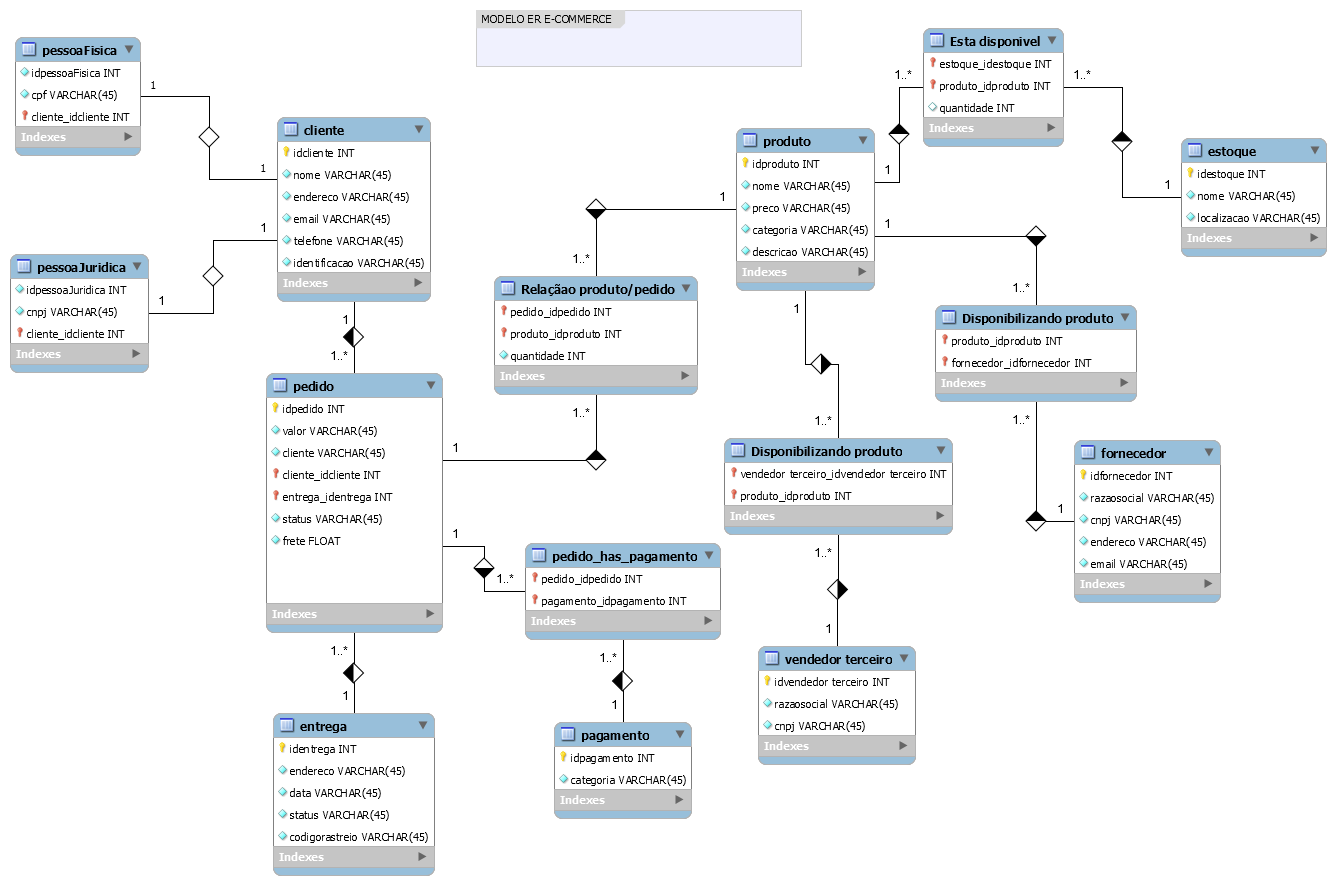 MODELO ER E-COMMERCE
pessoaFisica
idpessoaFisica INT
cpf VARCHAR(45)
cliente_idcliente INT
Indexes
1
1
cliente
idcliente INT
nome VARCHAR(45)
endereco VARCHAR(45)
email VARCHAR(45)
telefone VARCHAR(45)
identificacao VARCHAR(45)
Indexes
pessoaJuridica
idpessoaJuridica INT
cnpj VARCHAR(45)
cliente_idcliente INT
Indexes
1
1
1
1..*
pedido
idpedido INT
valor VARCHAR(45)
cliente VARCHAR(45)
cliente_idcliente INT
entrega_identrega INT
status VARCHAR(45)
frete FLOAT
Indexes
1..*
1
entrega
identrega INT
endereco VARCHAR(45)
data VARCHAR(45)
status VARCHAR(45)
codigorastreio VARCHAR(45)
Indexes
1
1..*
Relaçãao produto/pedido
pedido_idpedido INT
produto_idproduto INT
quantidade INT
Indexes
1..*
1
1
1..*
pedido_has_pagamento
pedido_idpedido INT
pagamento_idpagamento INT
Indexes
1..*
1
pagamento
idpagamento INT
categoria VARCHAR(45)
Indexes
produto
idproduto INT
nome VARCHAR(45)
preco VARCHAR(45)
categoria VARCHAR(45)
descricao VARCHAR(45)
Indexes
1
1..*
Esta disponivel
estoque_idestoque INT
produto_idproduto INT
quantidade INT
Indexes
1..*
1
estoque
idestoque INT
nome VARCHAR(45)
localizacao VARCHAR(45)
Indexes
1
1..*
Disponibilizando produto
produto_idproduto INT
fornecedor_idfornecedor INT
Indexes
1..*
1
fornecedor
idfornecedor INT
razaosocial VARCHAR(45)
cnpj VARCHAR(45)
endereco VARCHAR(45)
email VARCHAR(45)
Indexes
1
1..*
Disponibilizando produto
vendedor terceiro_idvendedor terceiro INT
produto_idproduto INT
Indexes
1..*
1
vendedor terceiro
idvendedor terceiro INT
razaosocial VARCHAR(45)
cnpj VARCHAR(45)
Indexes